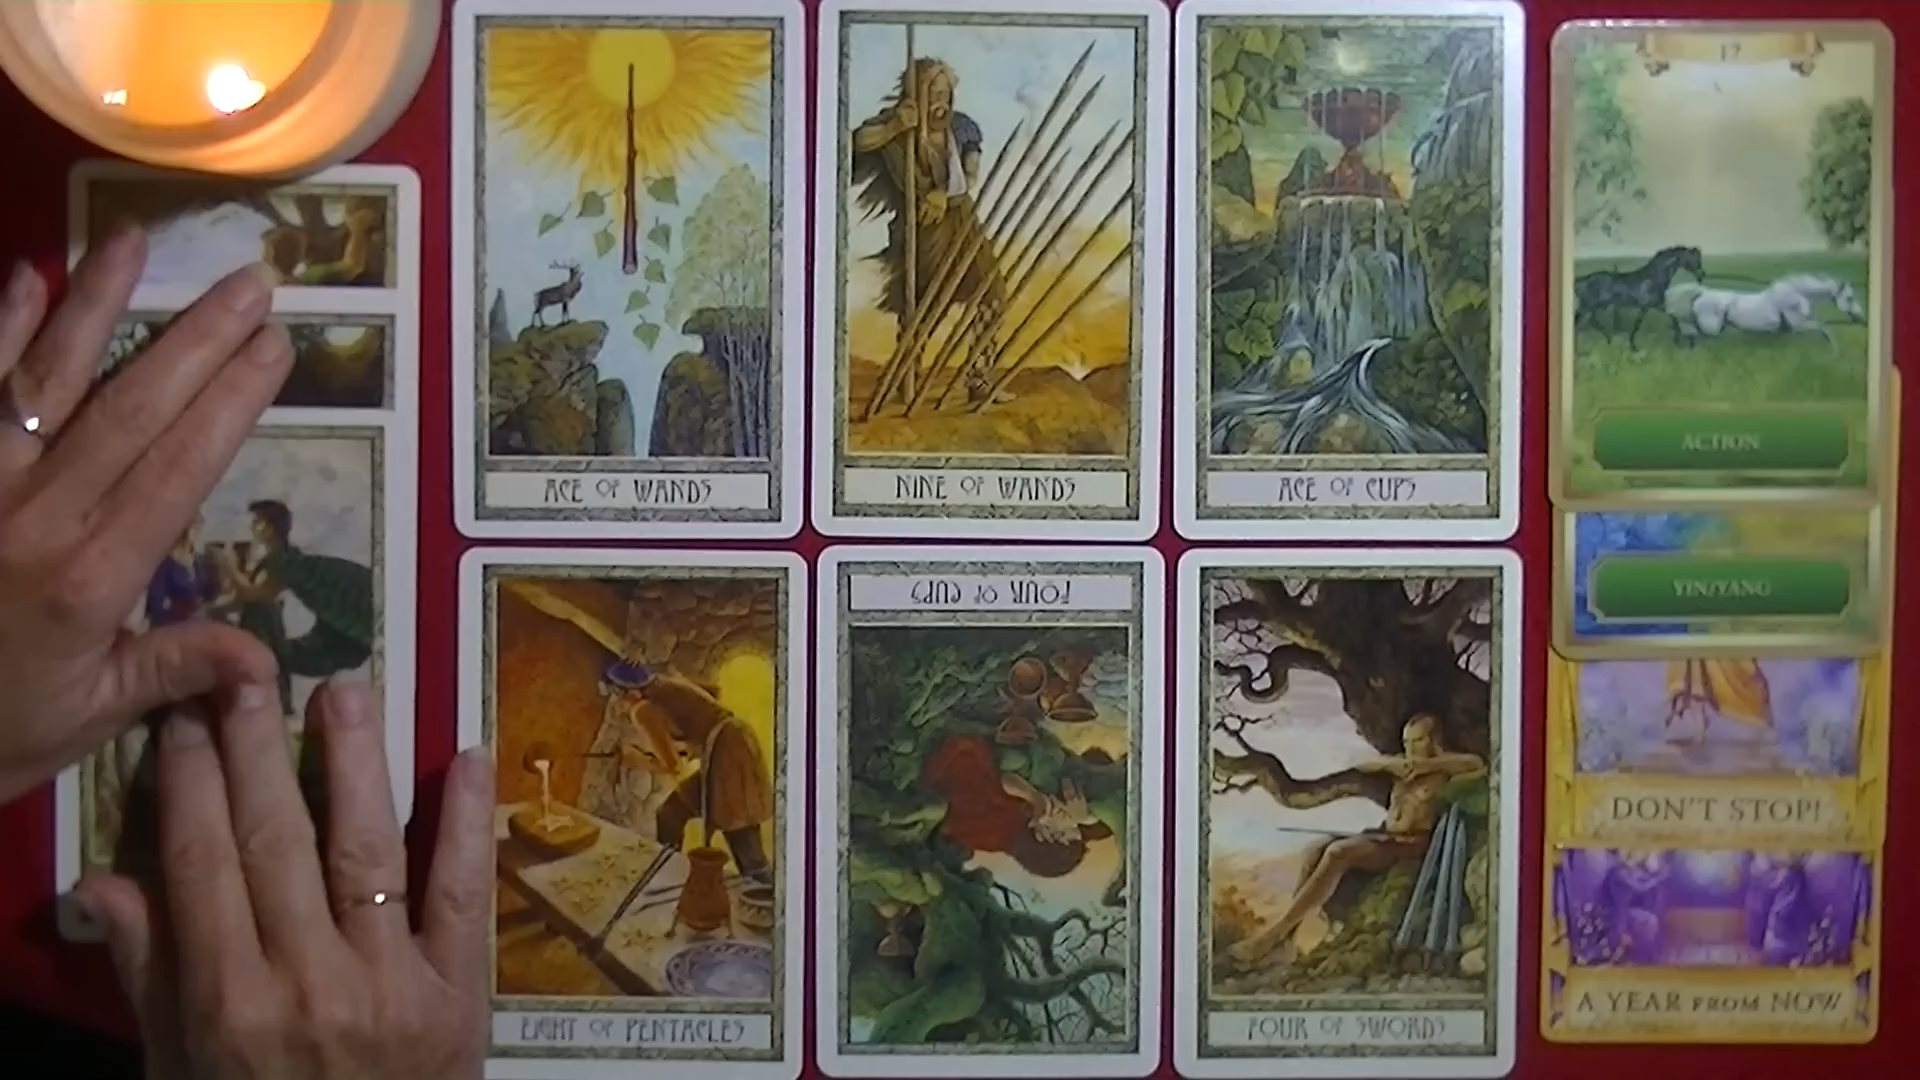 17
ACE OF WANDS
NINE OF WANDS
ACE OF CUPS
ACTION
YIN/YANG
FOUR OF CUPS
DON'T STOP!
A YEAR FROM NOW
EIGHT OF PENTACLES
FOUR OF SWORDS